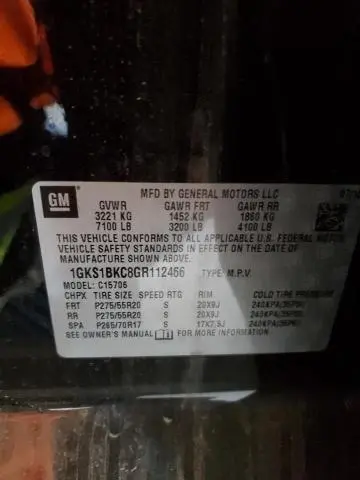 GM
MFD BY GENERAL MOTORS LLC
GVWR GAWR FRT GAWR RR
3221 KG 1452 KG 1860 KG
7100 LB 3200 LB 4100 LB
THIS VEHICLE CONFORMS TO ALL APPLICABLE U.S. FEDERAL MOTOR
VEHICLE SAFETY STANDARDS IN EFFECT ON THE DATE OF
MANUFACTURE SHOWN ABOVE.
1GKS1BKC8GR112466 TYPE: M.P.V.
MODEL: C15706
CHPX TIRE SIZE SPEED RTG RIM COLD TIRE PRESSURE
FRT P275/55R20 S 20X9J 240KPA(35PSI)
RR P275/55R20 S 20X9J 240KPA(35PSI)
SPA P265/70R17 S 17X7.5J 240KPA(35PSI)
SEE OWNER'S MANUAL FOR MORE INFORMATION.